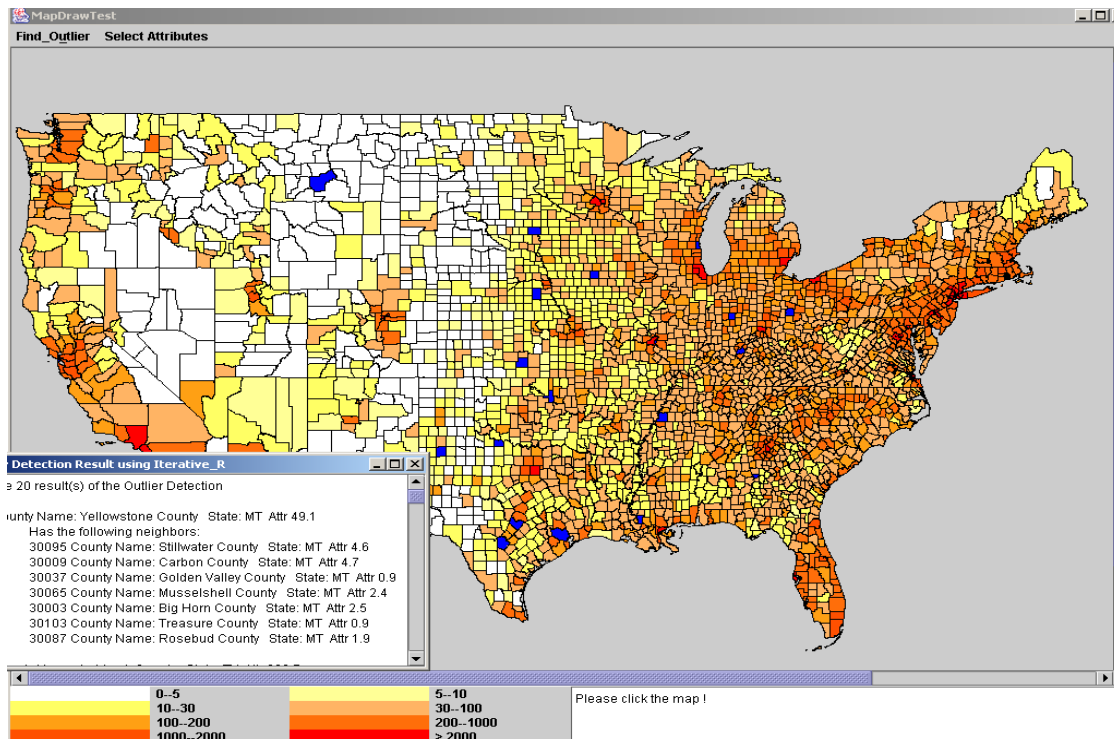 MapDrawTest
Find_Outlier Select Attributes
Detection Result using Iterative_R
20 result(s) of the Outlier Detection
County Name: Yellowstone County State: MT Attr 49.1
Has the following neighbors:
30095 County Name: Stillwater County State: MT Attr 4.6
30009 County Name: Carbon County State: MT Attr 4.7
30037 County Name: Golden Valley County State: MT Attr 0.9
30065 County Name: Musselshell County State: MT Attr 2.4
30003 County Name: Big Horn County State: MT Attr 2.5
30103 County Name: Treasure County State: MT Attr 0.9
30087 County Name: Rosebud County State: MT Attr 1.9
0--5 5--10
10--30 30--100
100--200 200--1000
1000--2000 > 2000
Please click the map !